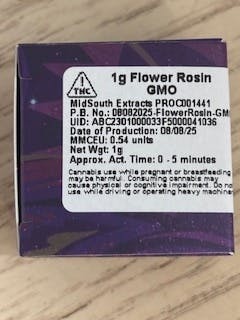 !
THC
1g Flower Rosin
GMO
MidSouth Extracts PROC001441
P.B. No.: 08082025-FlowerRosin-GM
UID: ABC2301000033F5000041036
Date of Production: 08/08/25
MMCEU: 0.54 units
Net Wgt: 1g
Approx. Act. Time: 0 - 5 minutes
Cannabis use while pregnant or breastfeeding
may be harmful. Consuming cannabis may
cause physical or cognitive impairment. Do no
use while driving or operating heavy machine